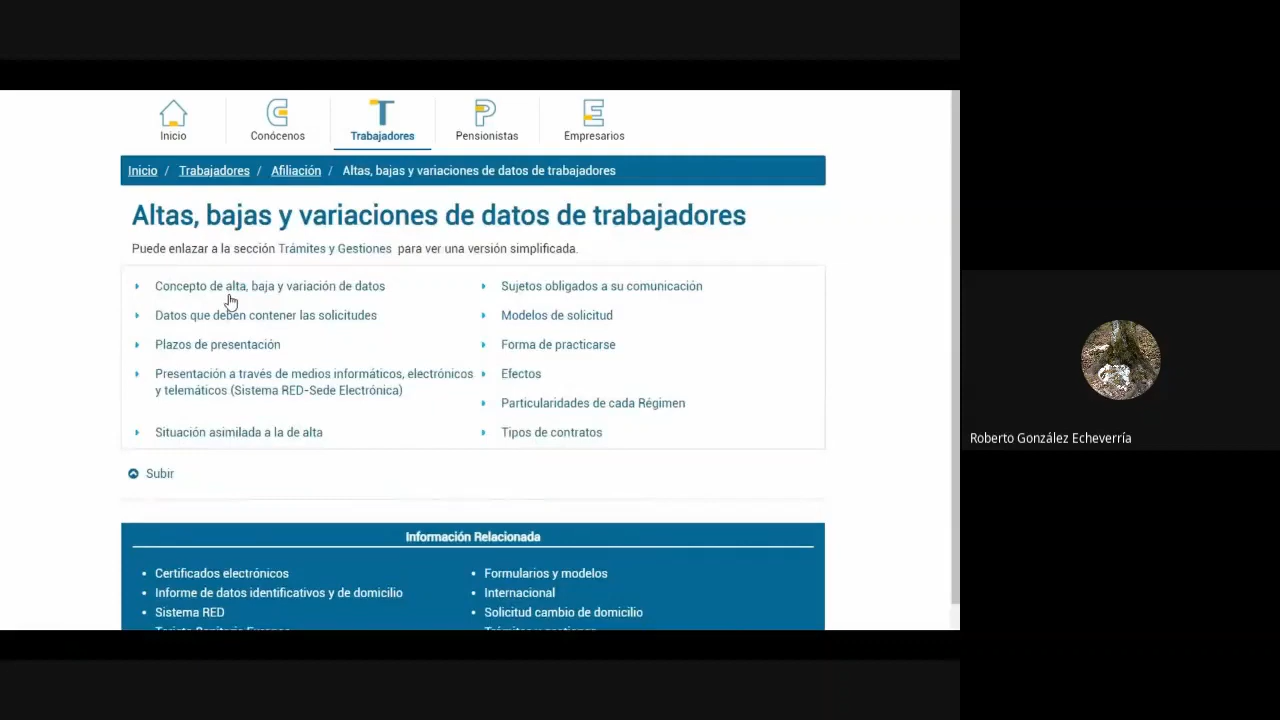 Inicio
Conócenos
Trabajadores
Pensionistas
Empresarios
Inicio / Trabajadores / Afiliación / Altas, bajas y variaciones de datos de trabajadores
Altas, bajas y variaciones de datos de trabajadores
Puede enlazar a la sección Trámites y Gestiones para ver una versión simplificada.
Concepto de alta, baja y variación de datos
Datos que deben contener las solicitudes
Plazos de presentación
Presentación a través de medios informáticos, electrónicos
y telemáticos (Sistema RED-Sede Electrónica)
Situación asimilada a la de alta
Sujetos obligados a su comunicación
Modelos de solicitud
Forma de practicarse
Efectos
Particularidades de cada Régimen
Tipos de contratos
Subir
Información Relacionada
Certificados electrónicos
Informe de datos identificativos y de domicilio
Sistema RED
Tarjeta Sanitaria Europea
Formularios y modelos
Internacional
Solicitud cambio de domicilio
Trámites y gestiones
Roberto González Echeverría